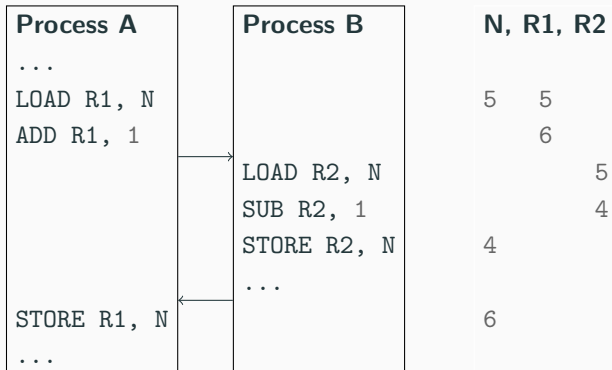 Process A Process B N, R1, R2
...
LOAD R1, N 5 5
ADD R1, 1 6
LOAD R2, N 5
SUB R2, 1 4
STORE R2, N 4
...
STORE R1, N 6
...